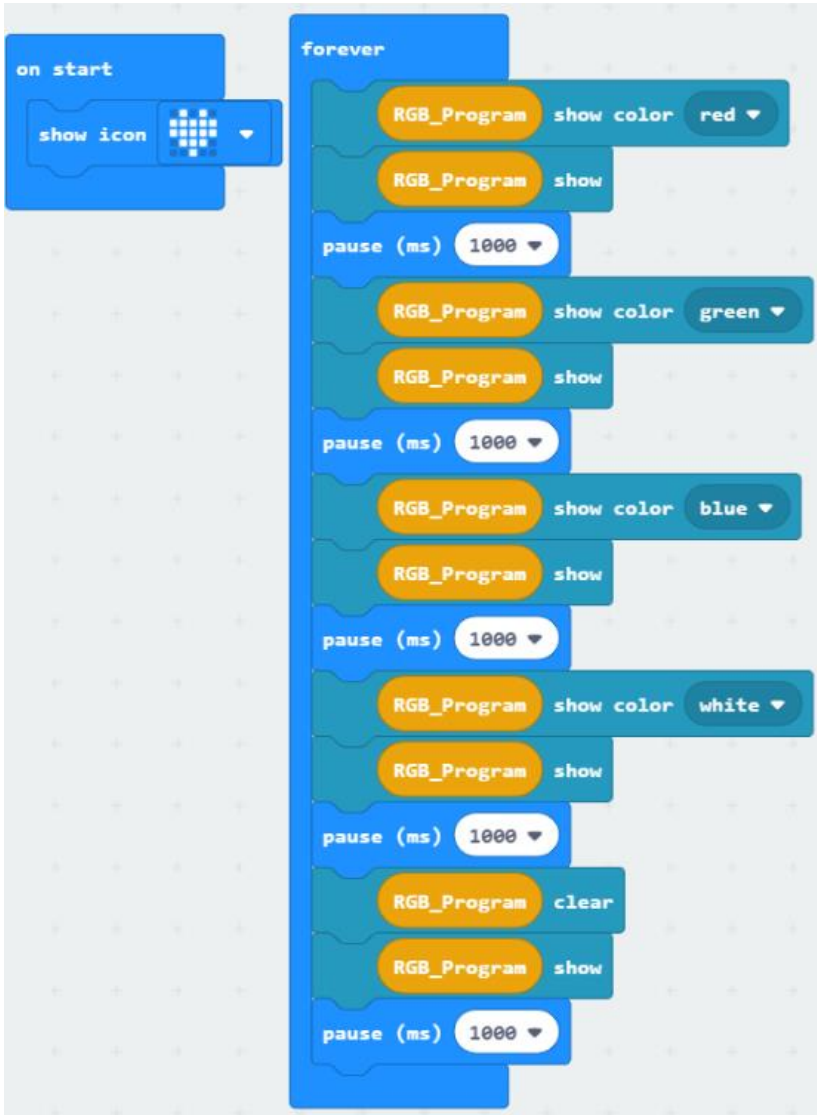 on start
show icon
forever
RGB_Program show color red
RGB_Program show
pause (ms) 1000
RGB_Program show color green
RGB_Program show
pause (ms) 1000
RGB_Program show color blue
RGB_Program show
pause (ms) 1000
RGB_Program show color white
RGB_Program show
pause (ms) 1000
RGB_Program clear
RGB_Program show
pause (ms) 1000